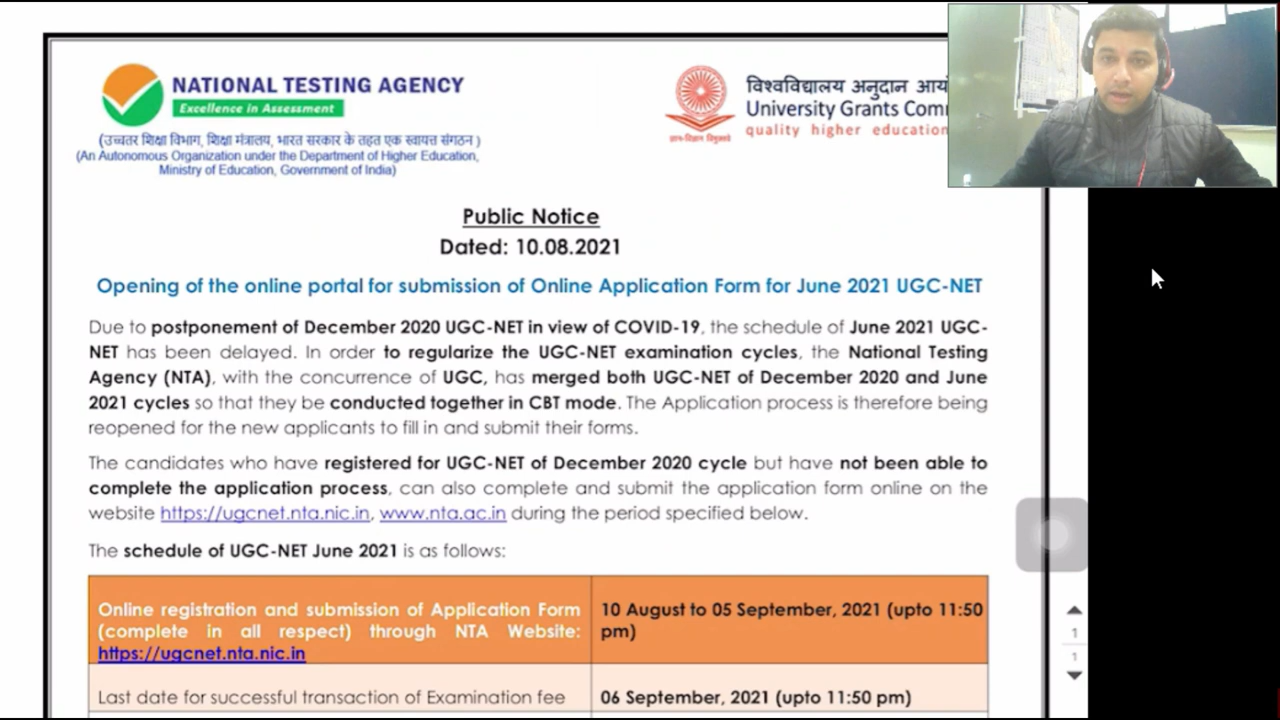 NATIONAL TESTING AGENCY
Excellence in Assessment
(उच्चतर शिक्षा विभाग, शिक्षा मंत्रालय, भारत सरकार के तहत एक स्वायत्त संगठन )
(An Autonomous Organization under the Department of Higher Education,
Ministry of Education, Government of India)
विश्वविद्यालय अनुदान आयो
University Grants Com
quality higher education
ज्ञान-विज्ञान विमुक्तये
Public Notice
Dated: 10.08.2021
Opening of the online portal for submission of Online Application Form for June 2021 UGC-NET
Due to postponement of December 2020 UGC-NET in view of COVID-19, the schedule of June 2021 UGC-
NET has been delayed. In order to regularize the UGC-NET examination cycles, the National Testing
Agency (NTA), with the concurrence of UGC, has merged both UGC-NET of December 2020 and June
2021 cycles so that they be conducted together in CBT mode. The Application process is therefore being
reopened for the new applicants to fill in and submit their forms.
The candidates who have registered for UGC-NET of December 2020 cycle but have not been able to
complete the application process, can also complete and submit the application form online on the
website https://ugcnet.nta.nic.in, www.nta.ac.in during the period specified below.
The schedule of UGC-NET June 2021 is as follows:
Online registration and submission of Application Form
(complete in all respect) through NTA Website:
https://ugcnet.nta.nic.in
10 August to 05 September, 2021 (upto 11:50
pm)
Last date for successful transaction of Examination fee
06 September, 2021 (upto 11:50 pm)
1
1